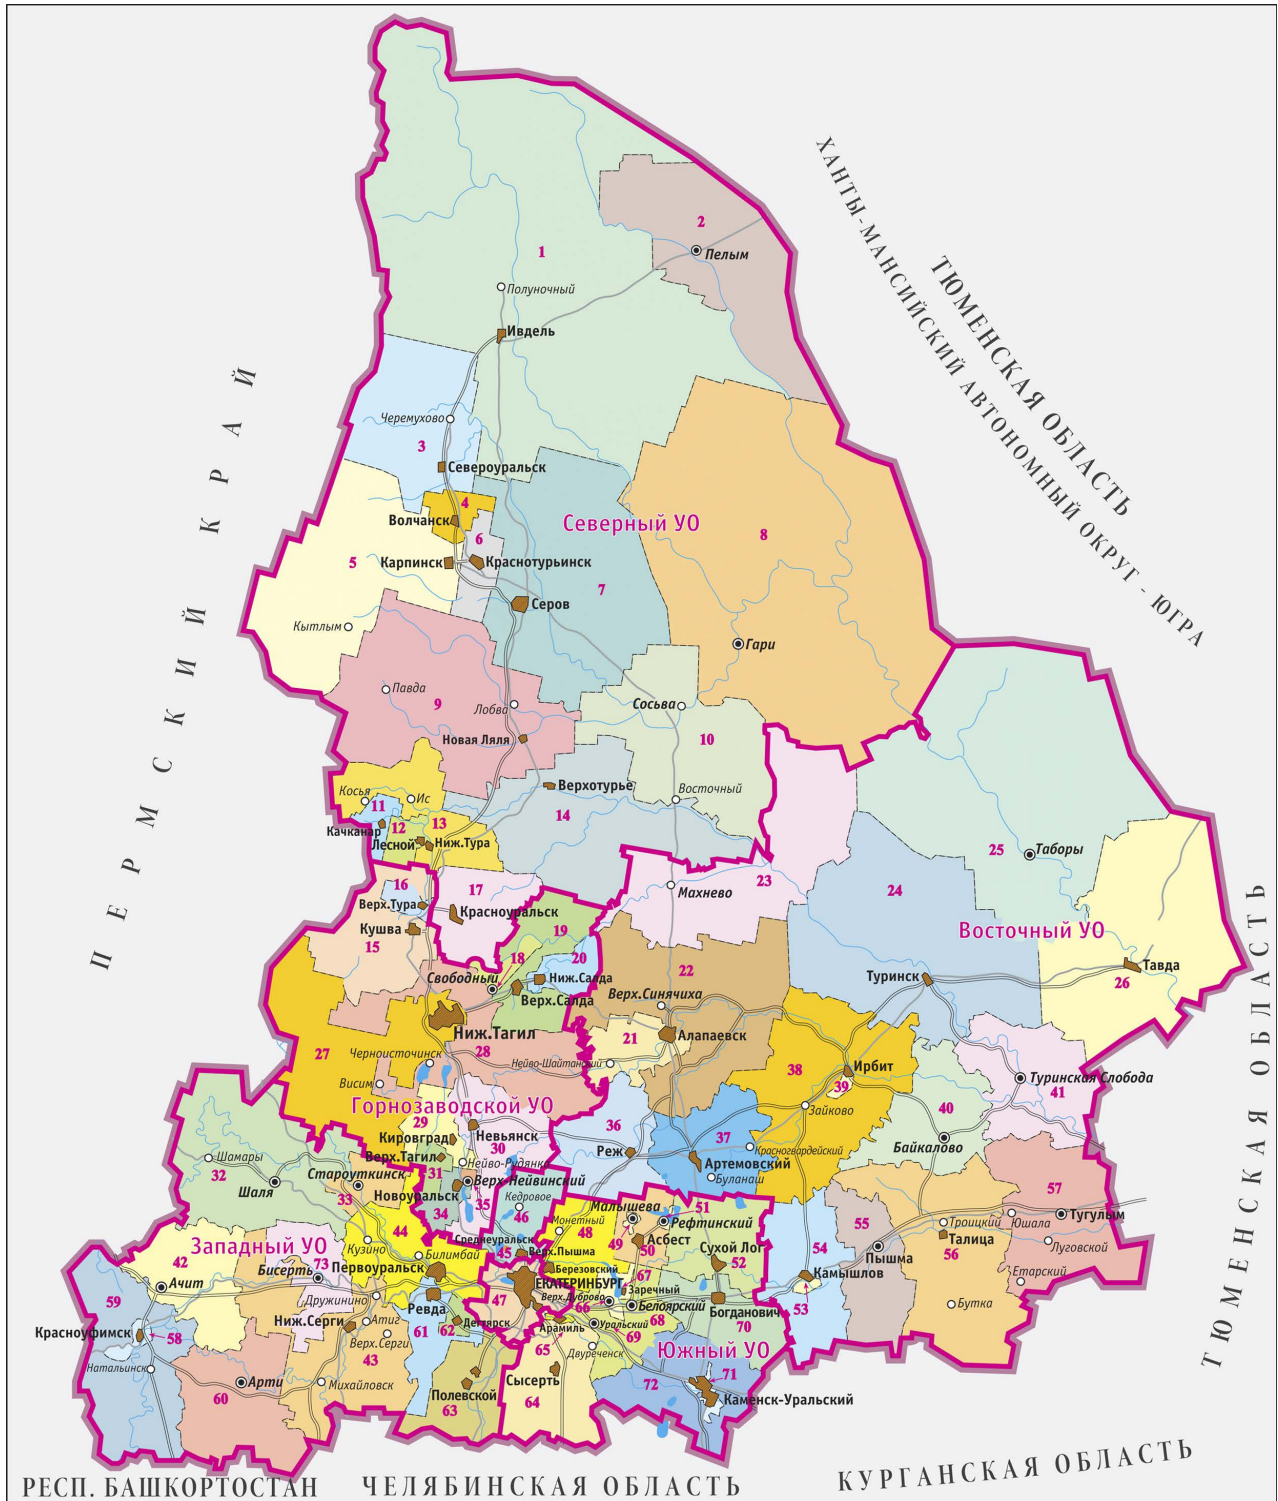 ХАНТЫ-МАНСИЙСКИЙ АВТОНОМНЫЙ ОКРУГ - ЮГРА
ТЮМЕНСКАЯ ОБЛАСТЬ
ПЕРМСКИЙ КРАЙ
2
Пелым
1
Полуночный
Ивдель
Черемухово
3
Североуральск
4
Волчанск
Северный УО
6
8
5
Карпинск
Краснотурьинск
7
Серов
Кытлым
Гари
Павда
9
Лобва
Сосьва
10
Новая Ляля
Верхотурье
Восточный
Косья
11
Ис
14
Качканар
12
13
Лесной
Ниж.Тура
25
Таборы
16
17
Махнево
23
24
Верх.Тура
Красноуральск
Кушва
19
Восточный УО
15
18
20
22
Свободный
Ниж.Салда
Туринск
Тавда
26
Верх.Салда
Верх.Синячиха
Ниж.Тагил
21
Алапаевск
27
Черноисточинск
28
Нейво-Шайтанский
38
Ирбит
Висим
39
Туринская Слобода
41
Горнозаводской УО
Зайково
40
29
Кировград
Невьянск
30
36
37
Красногвардейский
Байкалово
Верх.Тагил
Нейво-Рудянка
Реж
Артемовский
Шамары
32
Староуткинск
31
Верх.Нейвинский
Буланаш
Шаля
33
Новоуральск
35
Кедровое
57
34
46
Малышева
51
Рефтинский
Тугулым
Юшала
44
Монетный
48
49
50
Асбест
55
Троицкий
Талица
56
42
Западный УО
Кузино
Билимбай
Среднеуральск
45
Верх.Пышма
Сухой Лог
52
54
Пышма
Луговской
73
Бисерть
Первоуральск
Березовский
67
Камышлов
Етарский
Ачит
ЕКАТЕРИНБУРГ
Заречный
59
Дружинино
Ревда
47
Верх.Дуброво
66
Белоярский
Богданович
53
Бутка
Ниж.Серги
Атиг
61
62
Дегтярск
Арамиль
Уральский
68
70
Красноуфимск
58
Верх.Серги
65
69
Двуреченск
Южный УО
Натальинск
43
Сысерть
72
71
60
Арти
Михайловск
Полевской
63
64
Каменск-Уральский
ТЮМЕНСКАЯ ОБЛАСТЬ
РЕСП. БАШКОРТОСТАН
ЧЕЛЯБИНСКАЯ ОБЛАСТЬ
КУРГАНСКАЯ ОБЛАСТЬ